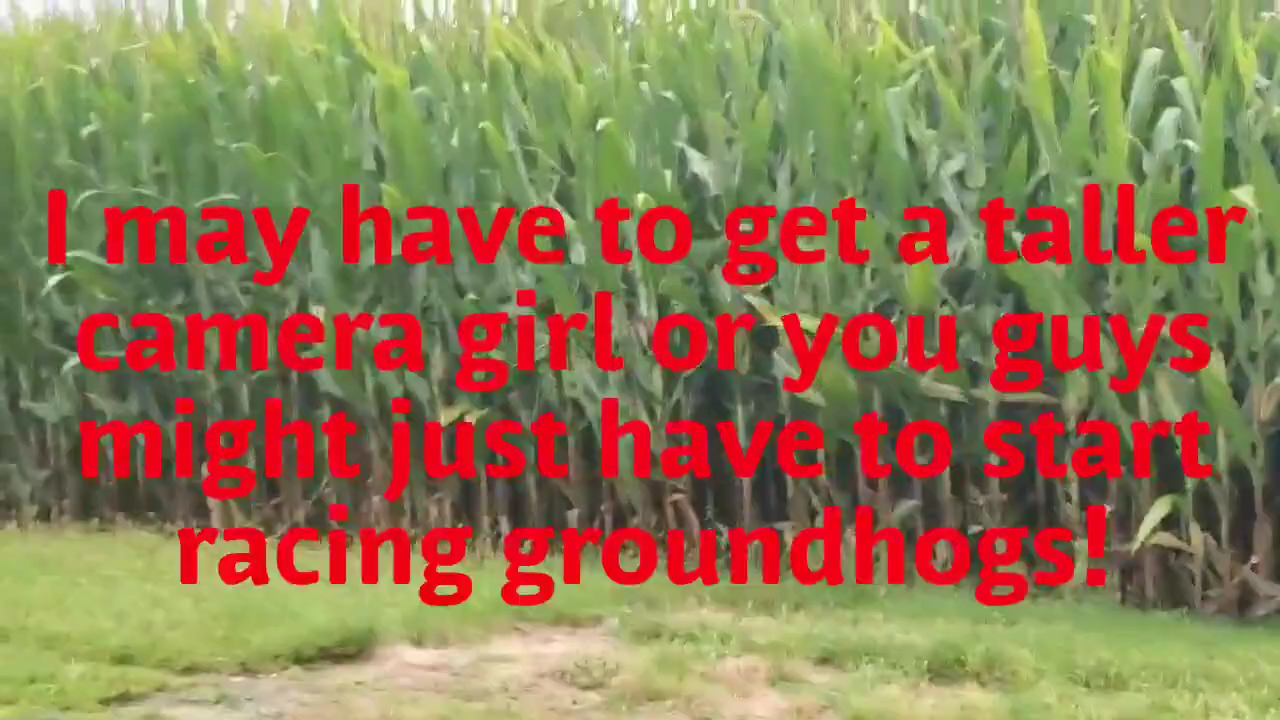 I may have to get a taller
camera girl or you guys
might just have to start
racing groundhogs!